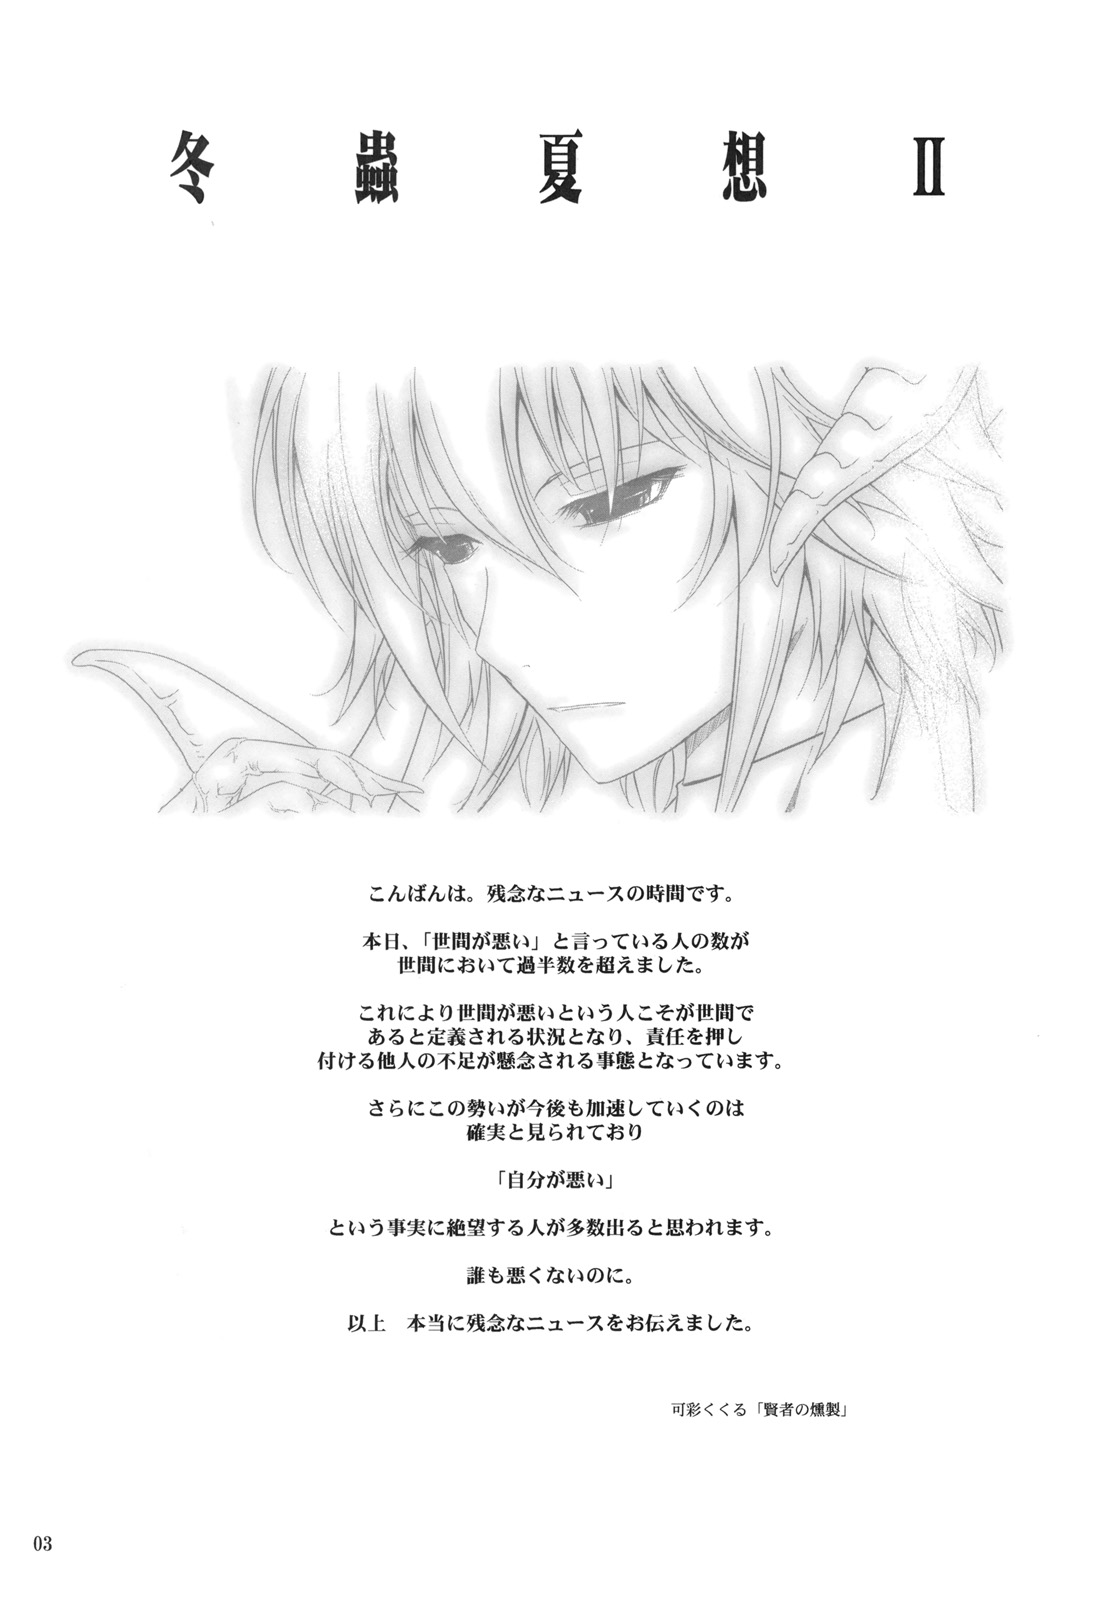 冬蟲夏想Ⅱ
こんばんは。残念なニュースの時間です。
本日、「世間が悪い」と言っている人の数が
世間において過半数を超えました。
これにより世間が悪いという人こそが世間で
あると定義される状況となり、責任を押し
付ける他人の不足が懸念される事態となっています。
さらにこの勢いが今後も加速していくのは
確実と見られており
「自分が悪い」
という事実に絶望する人が多数出ると思われます。
誰も悪くないのに。
以上　本当に残念なニュースをお伝えました。
可彩くくる「賢者の燻製」
03